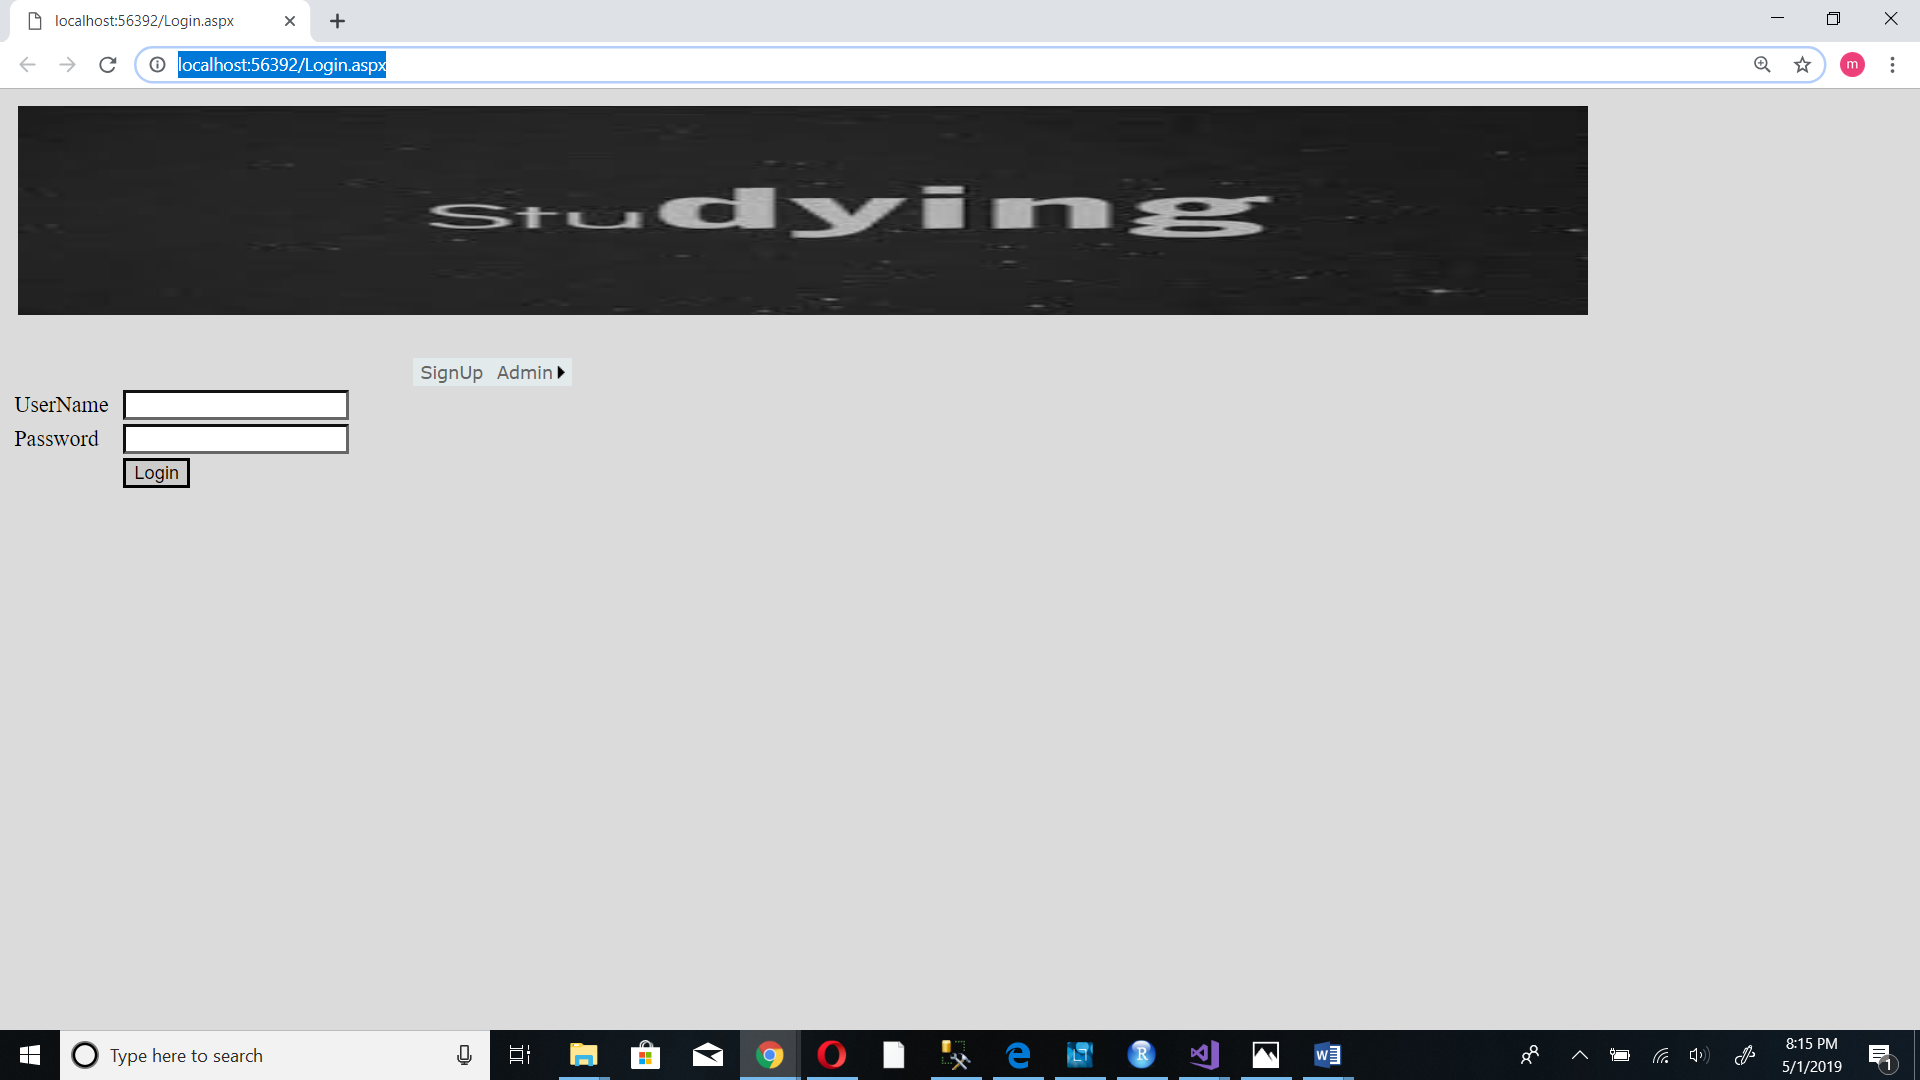 localhost:56392/Login.aspx
localhost:56392/Login.aspx
m
Studying
SignUp Admin
UserName
Password
Login
Type here to search
R
W
8:15 PM
5/1/2019
1